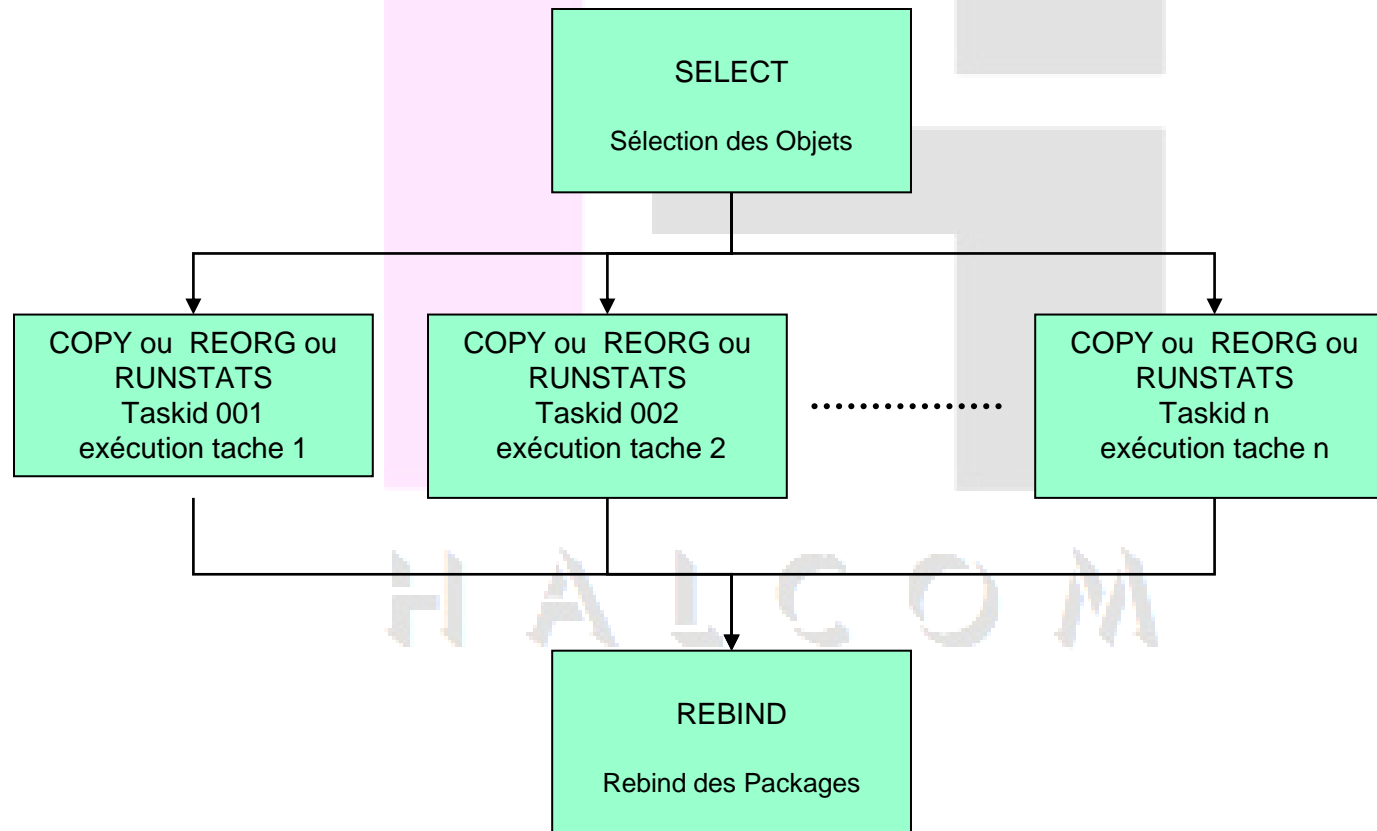 SELECT
Sélection des Objets
COPY ou REORG ou
RUNSTATS
Taskid 001
exécution tache 1
COPY ou REORG ou
RUNSTATS
Taskid 002
exécution tache 2
COPY ou REORG ou
RUNSTATS
Taskid n
exécution tache n
HALCOM
REBIND
Rebind des Packages